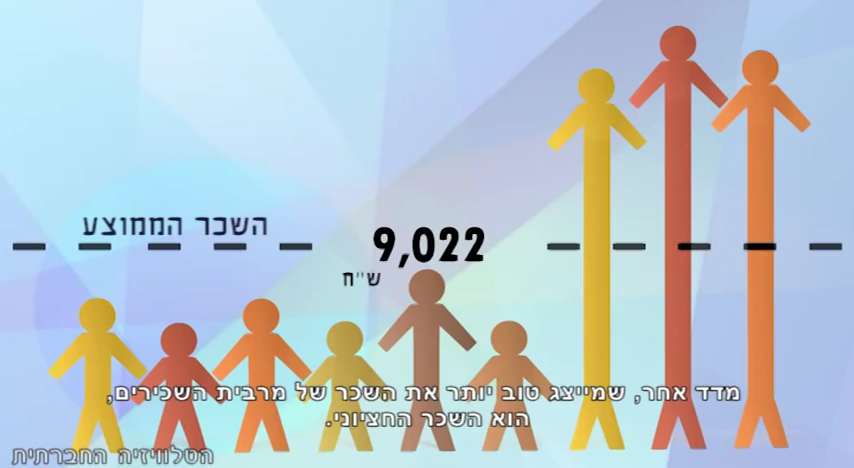 השכר הממוצע
9,022
ש"ח
מדד אחר, שמייצג טוב יותר את השכר של מרבית השכירים,
הוא השכר החציוני.
הטלוויזיה החברתית